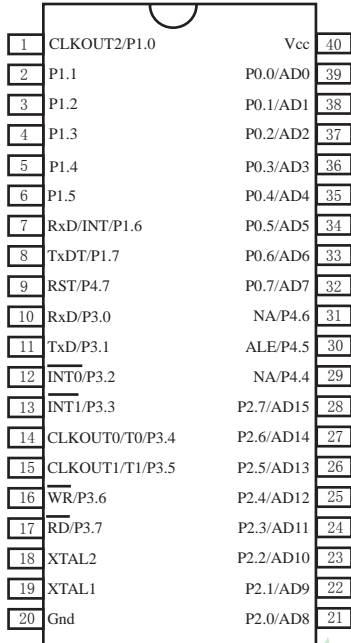 1 CLKOUT2/P1.0 Vcc 40
2 P1.1 P0.0/AD0 39
3 P1.2 P0.1/AD1 38
4 P1.3 P0.2/AD2 37
5 P1.4 P0.3/AD3 36
6 P1.5 P0.4/AD4 35
7 RxD/INT/P1.6 P0.5/AD5 34
8 TxDT/P1.7 P0.6/AD6 33
9 RST/P4.7 P0.7/AD7 32
10 RxD/P3.0 NA/P4.6 31
11 TxD/P3.1 ALE/P4.5 30
12 INT0/P3.2 NA/P4.4 29
13 INT1/P3.3 P2.7/AD15 28
14 CLKOUT0/T0/P3.4 P2.6/AD14 27
15 CLKOUT1/T1/P3.5 P2.5/AD13 26
16 WR/P3.6 P2.4/AD12 25
17 RD/P3.7 P2.3/AD11 24
18 XTAL2 P2.2/AD10 23
19 XTAL1 P2.1/AD9 22
20 Gnd P2.0/AD8 21